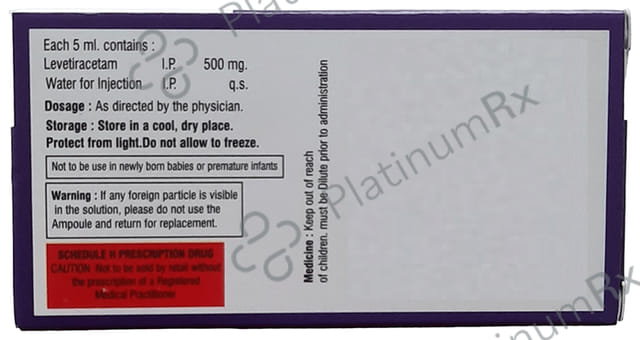 Each 5 ml. contains :
Levetiracetam I.P. 500 mg.
Water for Injection I.P. q.s.
Dosage : As directed by the physician.
Storage : Store in a cool, dry place.
Protect from light.Do not allow to freeze.
Not to be use in newly born babies or premature infants
Warning : If any foreign particle is visible
in the solution, please do not use the
Ampoule and return for replacement.
SCHEDULE H PRESCRIPTION DRUG
CAUTION :Not to be sold by retail without
the prescription of a Registered
Medical Practitioner
Medicine : Keep out of reach
of children. must be Dilute prior to administration
PlatinumRx